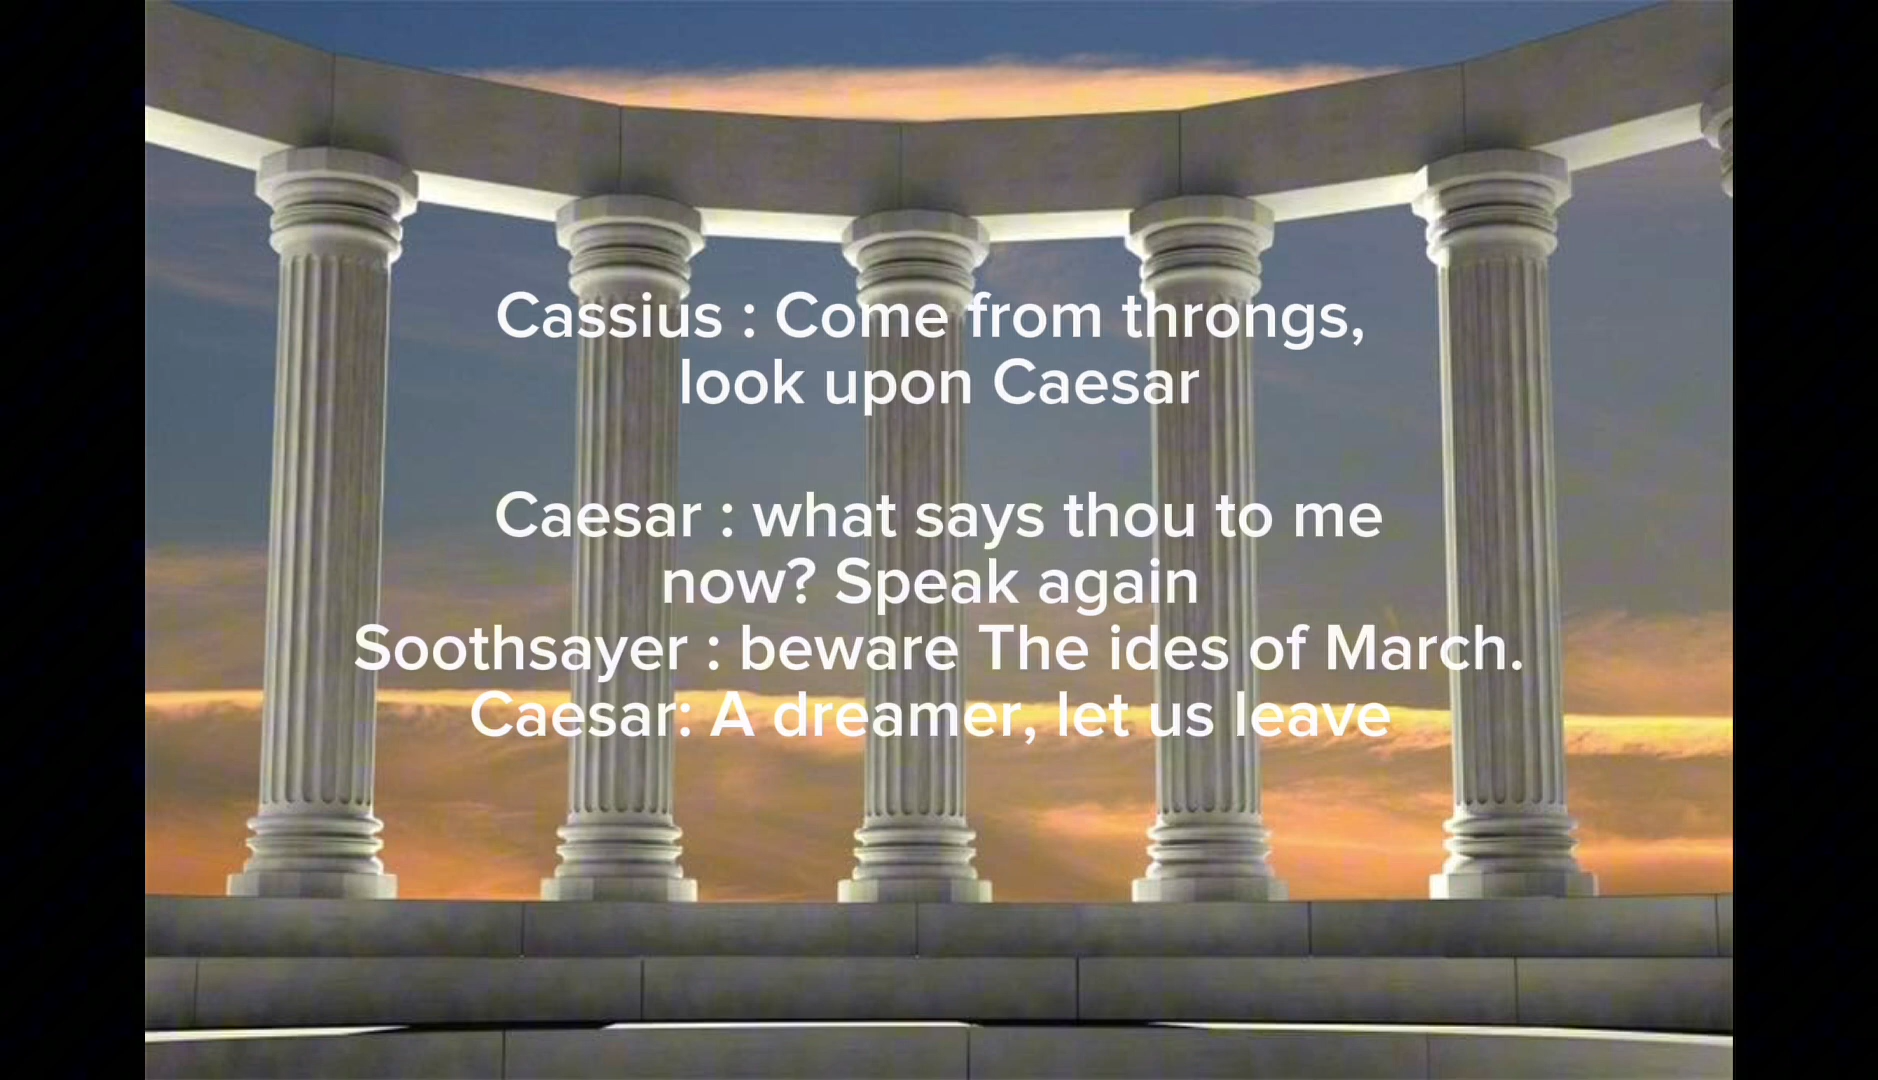 Cassius : Come from throngs,
look upon Caesar
Caesar : what says thou to me
now? Speak again
Soothsayer : beware The ides of March.
Caesar: A dreamer, let us leave